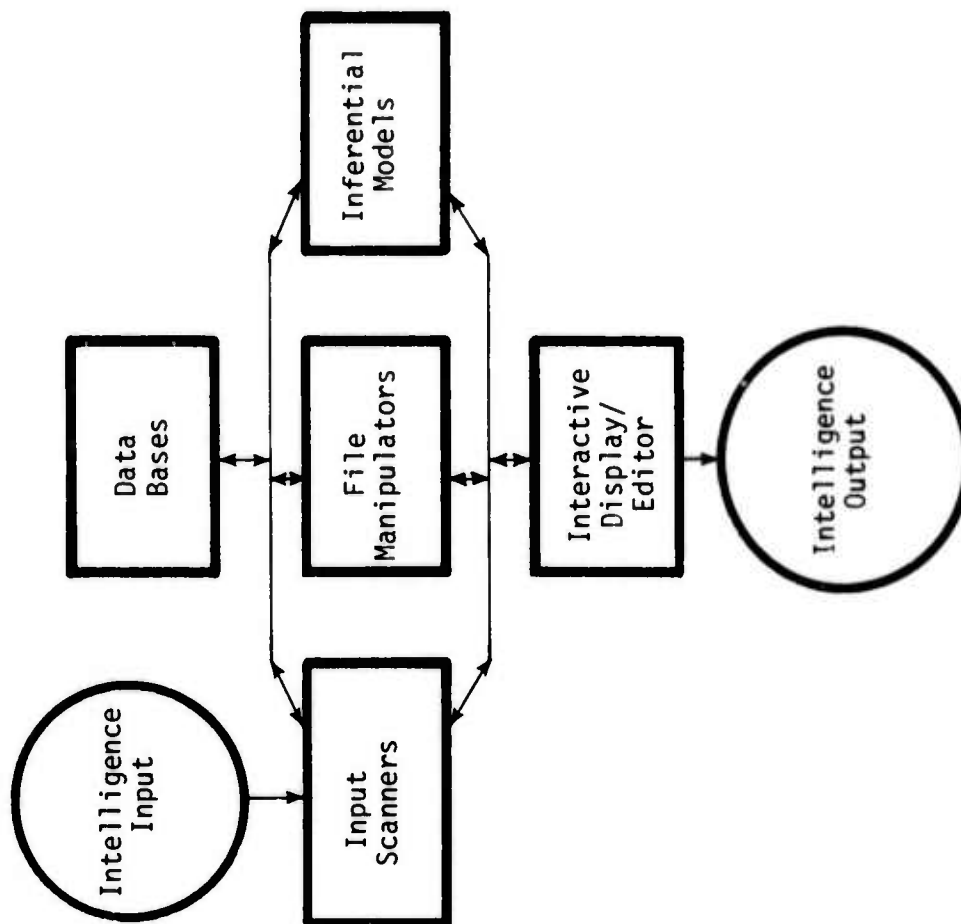 Intelligence
Input
Input
Scanners
Data
Bases
File
Manipulators
Interactive
Display/
Editor
Inferential
Models
Intelligence
Output